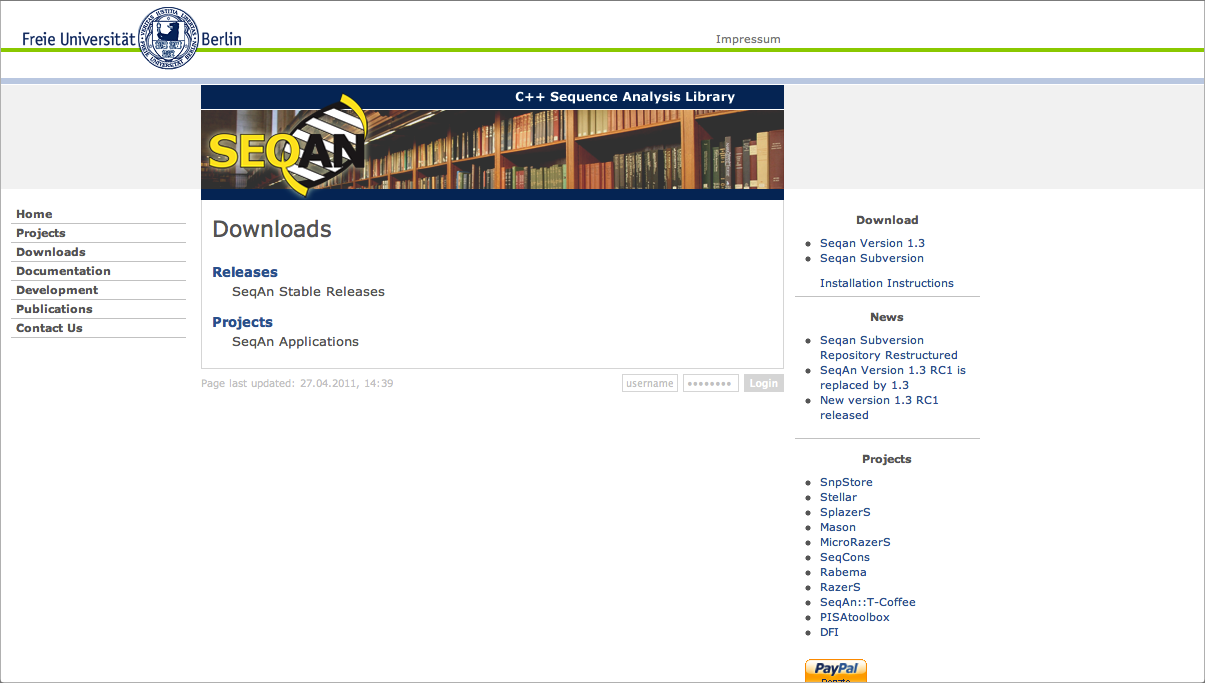 Freie Universität Berlin
Impressum
C++ Sequence Analysis Library
SEQAN
Home
Projects
Downloads
Documentation
Development
Publications
Contact Us
Downloads
Releases
SeqAn Stable Releases
Projects
SeqAn Applications
Page last updated: 27.04.2011, 14:39
username
••••••••
Login
Download
Seqan Version 1.3
Seqan Subversion
Installation Instructions
News
Seqan Subversion
Repository Restructured
SeqAn Version 1.3 RC1 is
replaced by 1.3
New version 1.3 RC1
released
Projects
SnpStore
Stellar
SplazerS
Mason
MicroRazerS
SeqCons
Rabema
RazerS
SeqAn::T-Coffee
PISAtoolbox
DFI
PayPal